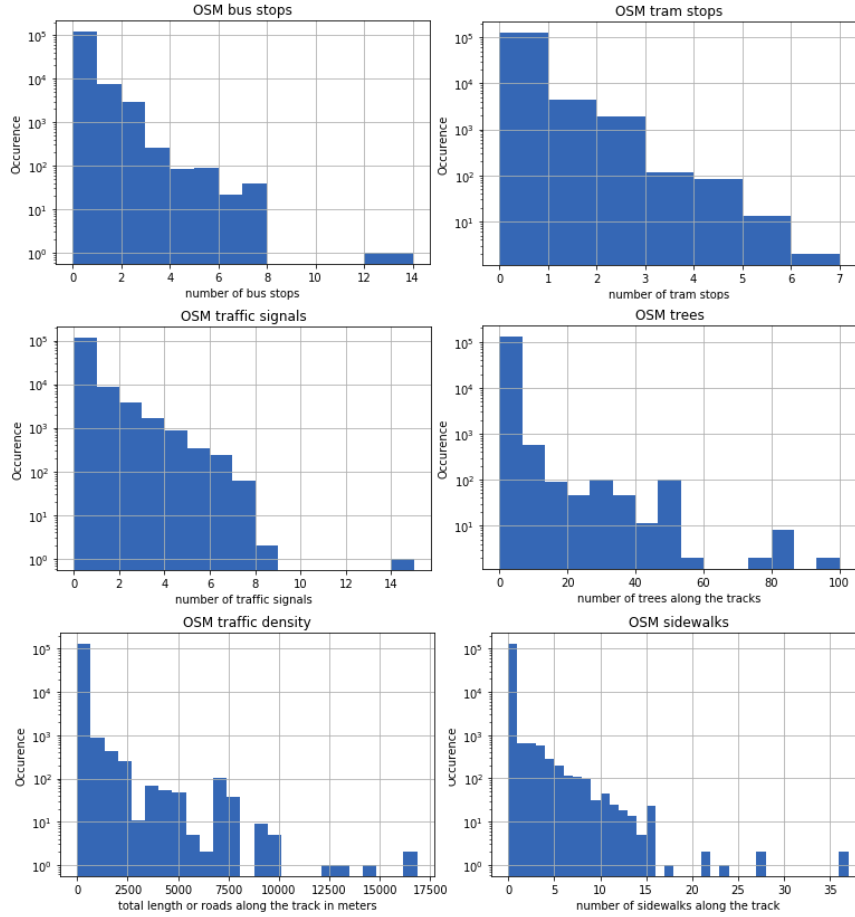 OSM bus stops
10⁵
10⁴
10³
10²
10¹
10⁰
Occurence
0 2 4 6 8 10 12 14
number of bus stops
OSM tram stops
10⁵
10⁴
10³
10²
10¹
Occurence
0 1 2 3 4 5 6 7
number of tram stops
OSM traffic signals
10⁵
10⁴
10³
10²
10¹
10⁰
Occurence
0 2 4 6 8 10 12 14
number of traffic signals
OSM trees
10⁵
10⁴
10³
10²
10¹
Occurence
0 20 40 60 80 100
number of trees along the tracks
OSM traffic density
10⁵
10⁴
10³
10²
10¹
10⁰
Occurence
0 2500 5000 7500 10000 12500 15000 17500
total length or roads along the track in meters
OSM sidewalks
10⁵
10⁴
10³
10²
10¹
10⁰
Occurence
0 5 10 15 20 25 30 35
number of sidewalks along the track